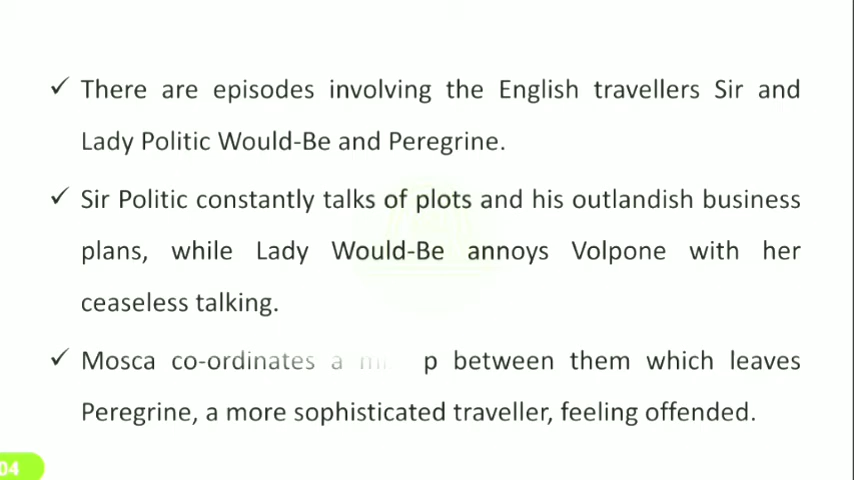 ✓ There are episodes involving the English travellers Sir and
Lady Politic Would-Be and Peregrine.
✓ Sir Politic constantly talks of plots and his outlandish business
plans, while Lady Would-Be annoys Volpone with her
ceaseless talking.
✓ Mosca co-ordinates a between them which leaves
Peregrine, a more sophisticated traveller, feeling offended.
04